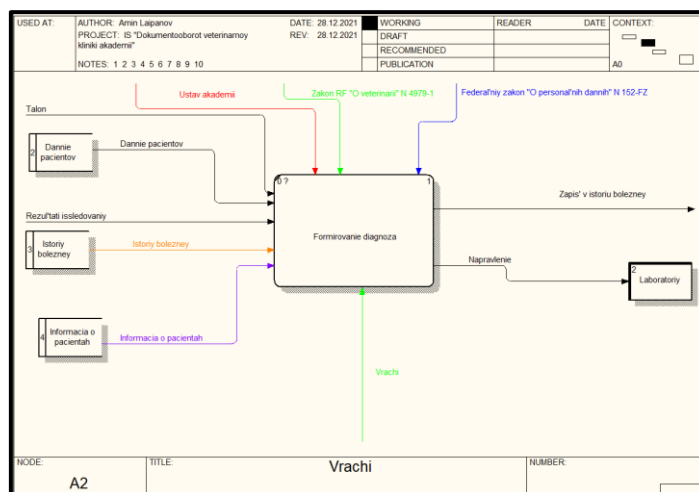 USED AT:
AUTHOR: Amin Laipanov
DATE: 28.12.2021
PROJECT: IS "Dokumentooborot veterinarnoy
kliniki akademii"
REV: 28.12.2021
NOTES: 1 2 3 4 5 6 7 8 9 10
WORKING
DRAFT
RECOMMENDED
PUBLICATION
READER
DATE
CONTEXT:
A0
Ustav akademii
Zakon RF "O veterinarii" N 4979-1
Federal'niy zakon "O personal'nih dannih" N 152-FZ
Talon
2
Dannie
pacientov
Dannie pacientov
Rezul'tati issledovaniy
3
Istoriy
bolezney
Istoriy bolezney
4
Informacia o
pacientah
Informacia o pacientah
0 ?
1
Formirovanie diagnoza
Zapis' v istoriu bolezney
Napravlenie
2
Laboratoriy
Vrachi
NODE:
A2
TITLE:
Vrachi
NUMBER: